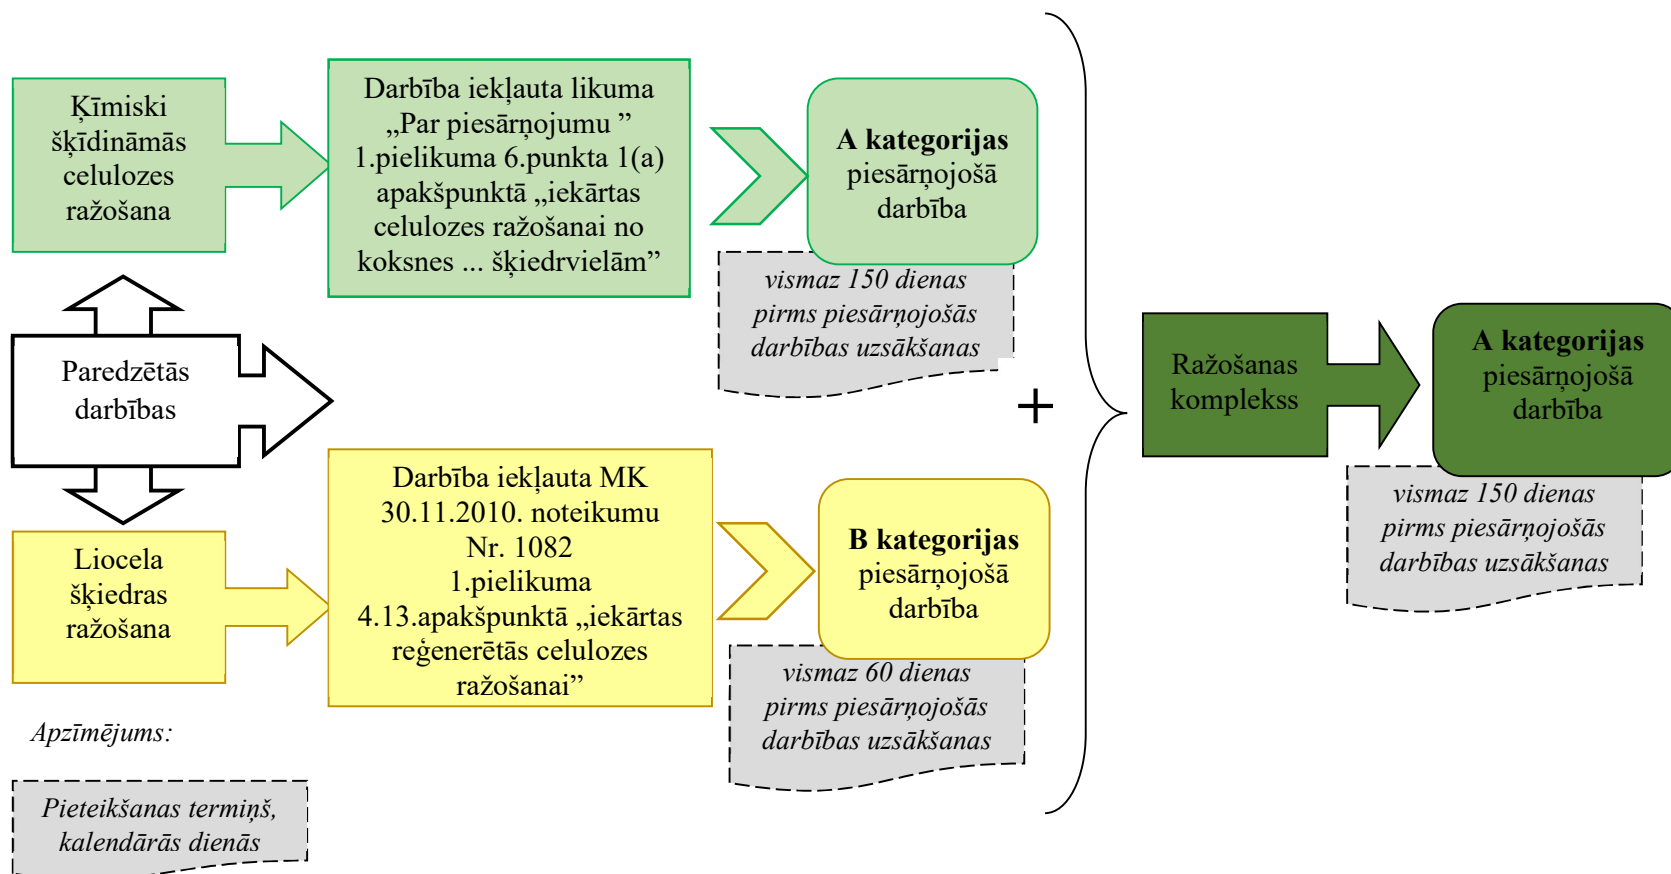 Ķīmiski
šķīdināmās
celulozes
ražošana
Darbība iekļauta likuma
„Par piesārņojumu ”
1.pielikuma 6.punkta 1(a)
apakšpunktā „iekārtas
celulozes ražošanai no
koksnes ... šķiedrvielām”
A kategorijas
piesārņojošā
darbība
vismaz 150 dienas
pirms piesārņojošās
darbības uzsākšanas
Paredzētās
darbības
+
Ražošanas
komplekss
A kategorijas
piesārņojošā
darbība
vismaz 150 dienas
pirms piesārņojošās
darbības uzsākšanas
Liocela
šķiedras
ražošana
Darbība iekļauta MK
30.11.2010. noteikumu
Nr. 1082
1.pielikuma
4.13.apakšpunktā „iekārtas
reģenerētās celulozes
ražošanai”
B kategorijas
piesārņojošā
darbība
vismaz 60 dienas
pirms piesārņojošās
darbības uzsākšanas
Apzīmējums:
Pieteikšanas termiņš,
kalendārās dienās